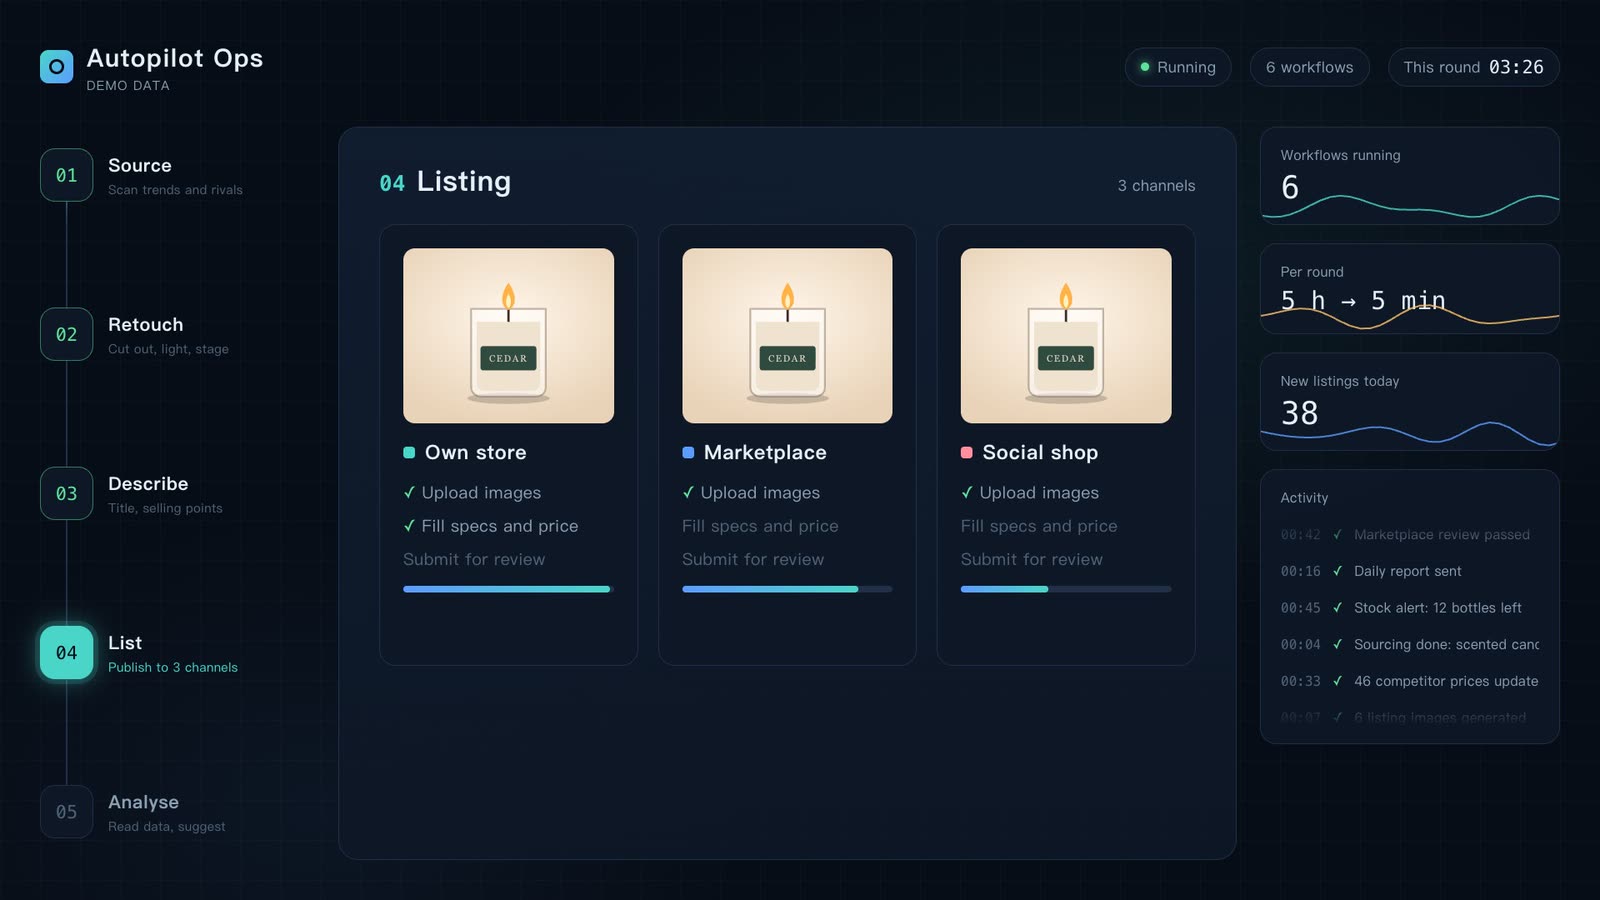 Autopilot Ops
DEMO DATA
Running
6 workflows
This round 03:26
01
Source
Scan trends and rivals
02
Retouch
Cut out, light, stage
03
Describe
Title, selling points
04
List
Publish to 3 channels
05
Analyse
Read data, suggest
04 Listing
3 channels
CEDAR
Own store
✓ Upload images
✓ Fill specs and price
Submit for review
CEDAR
Marketplace
✓ Upload images
Fill specs and price
Submit for review
CEDAR
Social shop
✓ Upload images
Fill specs and price
Submit for review
Workflows running
6
Per round
5 h → 5 min
New listings today
38
Activity
00:42 ✓ Marketplace review passed
00:16 ✓ Daily report sent
00:45 ✓ Stock alert: 12 bottles left
00:04 ✓ Sourcing done: scented canc
00:33 ✓ 46 competitor prices update
00:07 ✓ 6 listing images generated